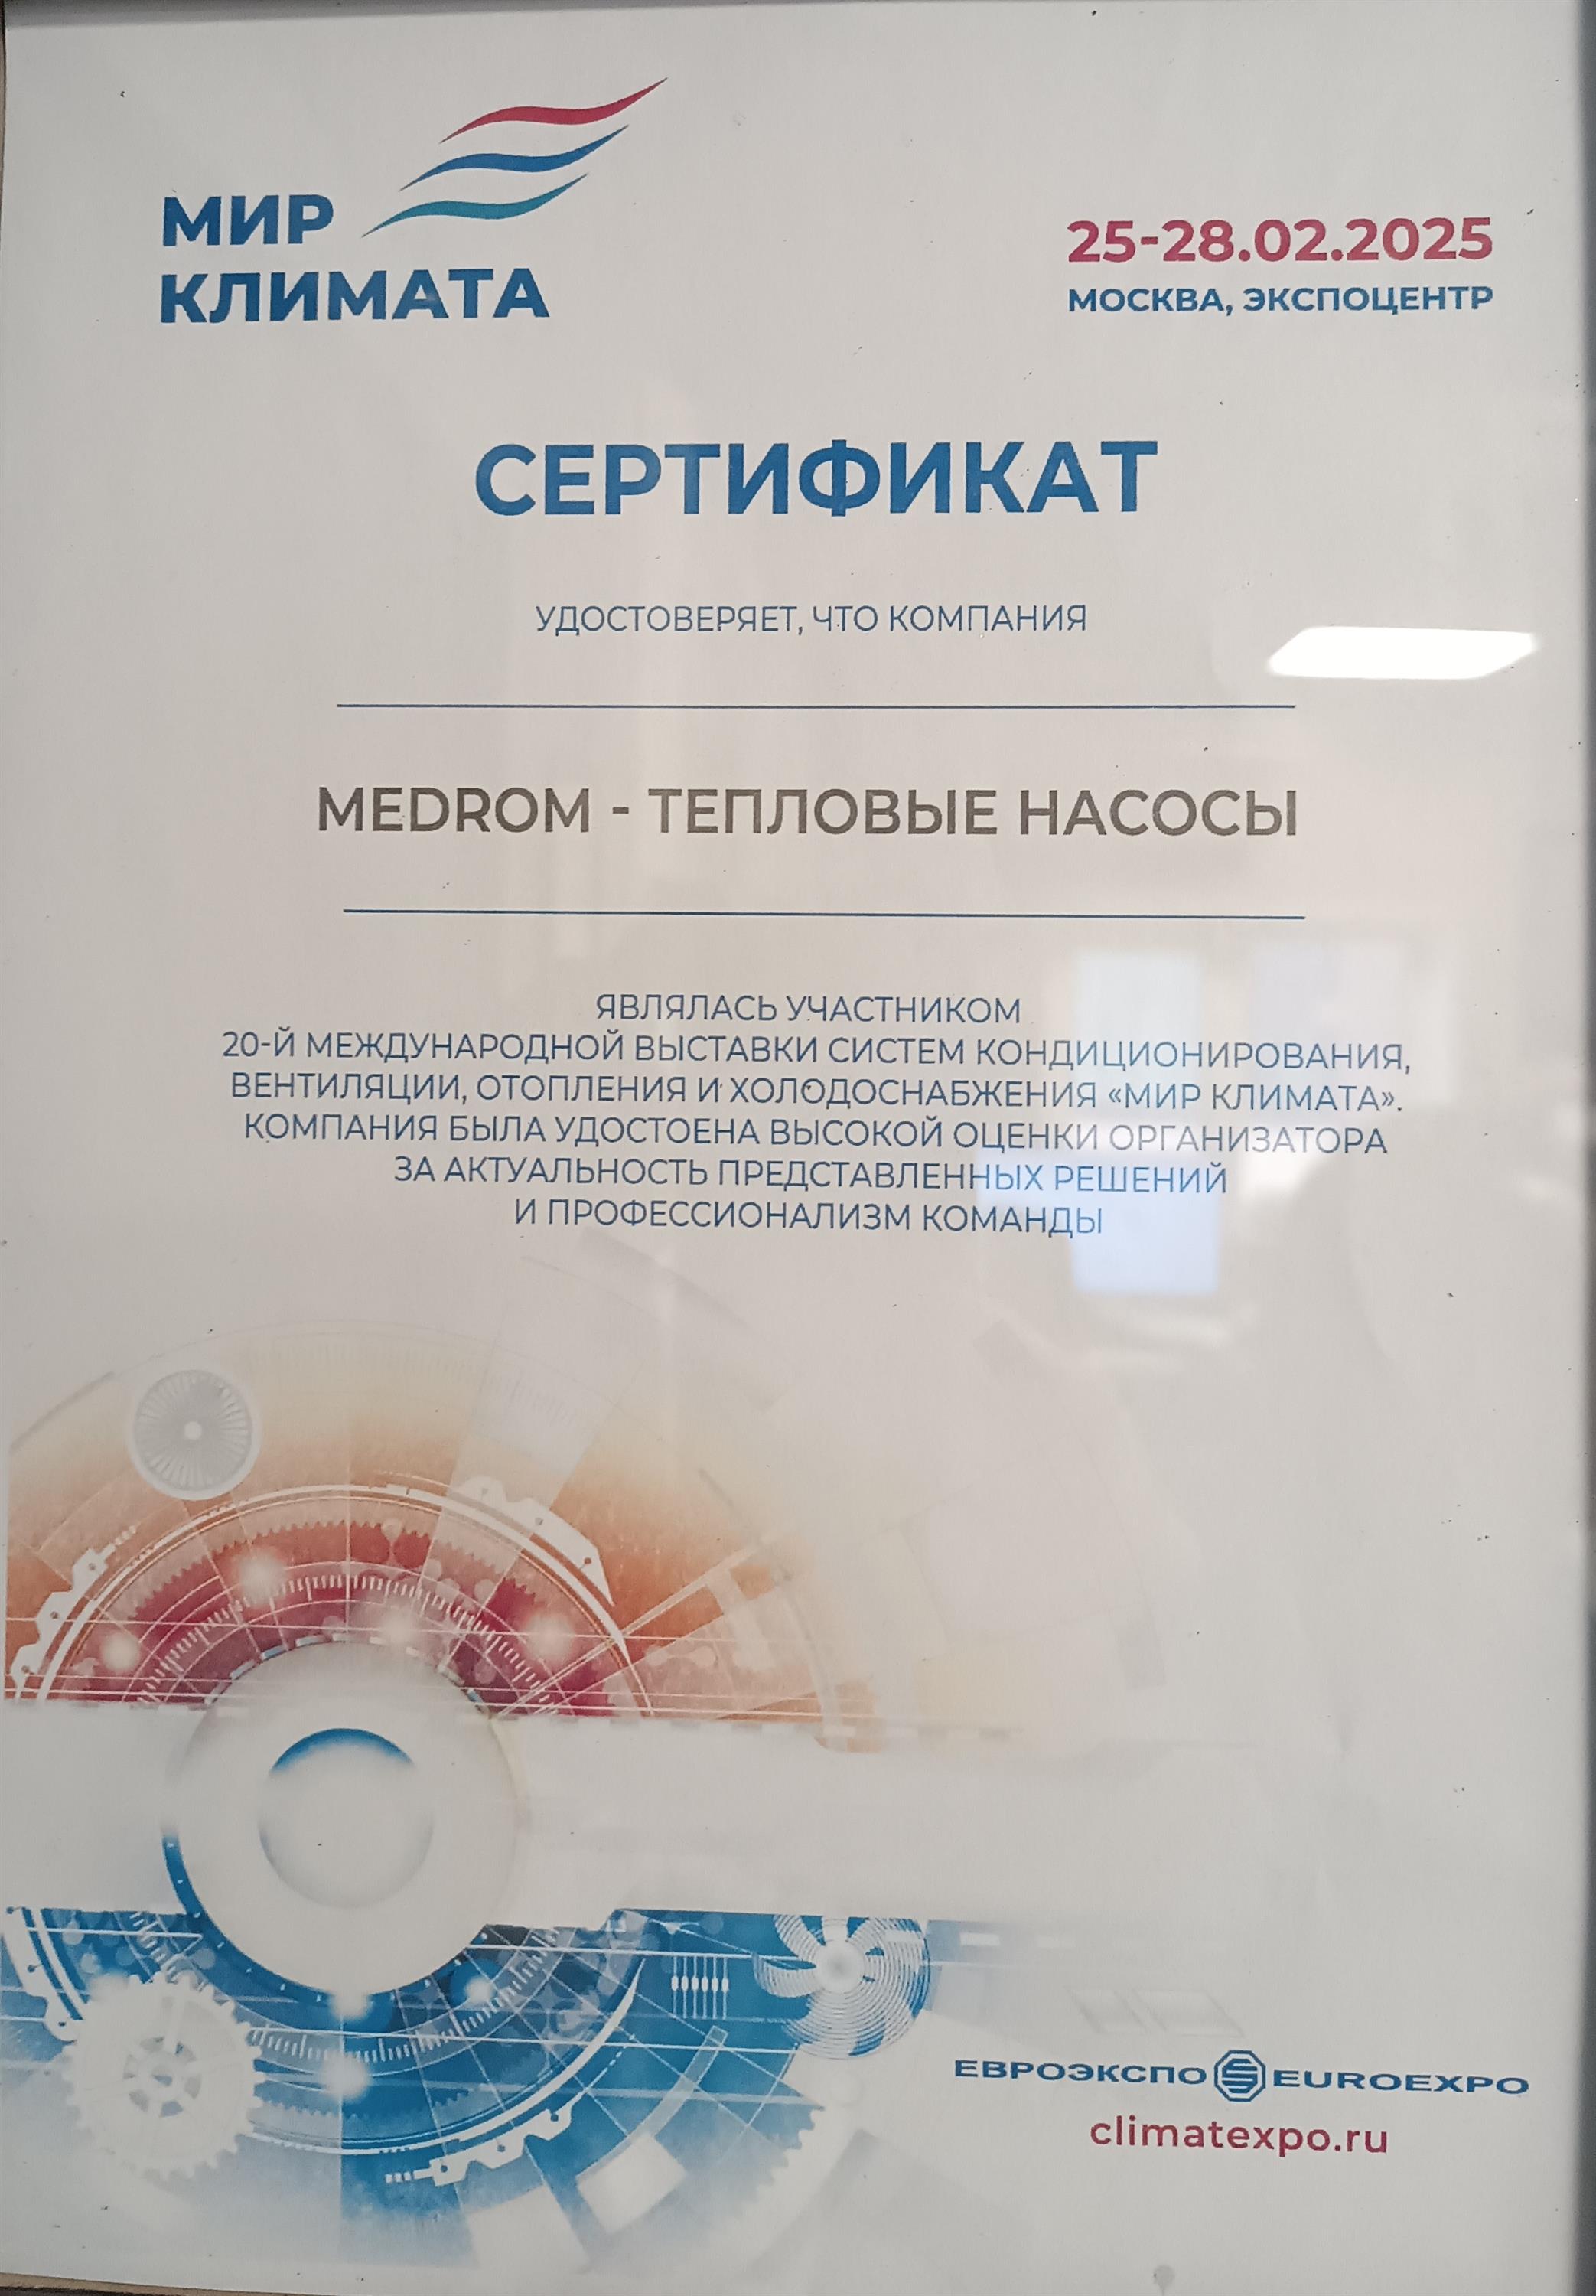 МИР
КЛИМАТА
25-28.02.2025
МОСКВА, ЭКСПОЦЕНТР
СЕРТИФИКАТ
УДОСТОВЕРЯЕТ, ЧТО КОМПАНИЯ
MEDROM - ТЕПЛОВЫЕ НАСОСЫ
ЯВЛЯЛАСЬ УЧАСТНИКОМ
20-Й МЕЖДУНАРОДНОЙ ВЫСТАВКИ СИСТЕМ КОНДИЦИОНИРОВАНИЯ,
ВЕНТИЛЯЦИИ, ОТОПЛЕНИЯ И ХОЛОДОСНАБЖЕНИЯ «МИР КЛИМАТА».
КОМПАНИЯ БЫЛА УДОСТОЕНА ВЫСОКОЙ ОЦЕНКИ ОРГАНИЗАТОРА
ЗА АКТУАЛЬНОСТЬ ПРЕДСТАВЛЕННЫХ РЕШЕНИЙ
И ПРОФЕССИОНАЛИЗМ КОМАНДЫ
ЕВРОЭКСПО EUROEXPO
climatexpo.ru